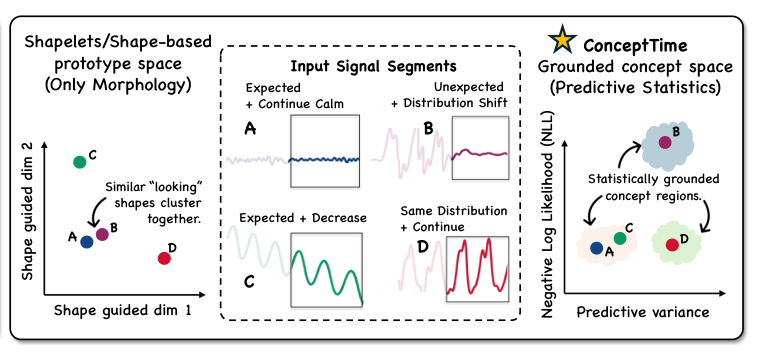 Shapelets/Shape-based
prototype space
(Only Morphology)
Shape guided dim 2
C
Similar “looking”
shapes cluster
together.
A
B
D
Shape guided dim 1
Input Signal Segments
Expected
+ Continue Calm
A
Unexpected
+ Distribution Shift
B
Expected + Decrease
C
Same Distribution
+ Continue
D
ConceptTime
Grounded concept space
(Predictive Statistics)
Negative Log Likelihood (NLL)
B
Statistically grounded
concept regions.
C
A
D
Predictive variance